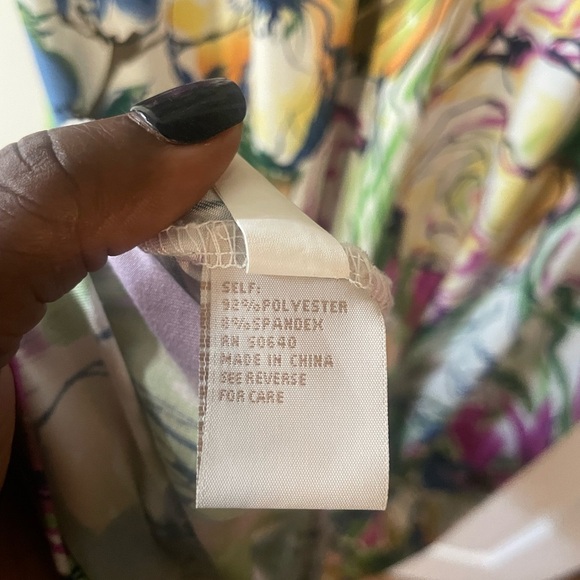 SELF:
92%POLYESTER
8%SPANDEX
RN 50640
MADE IN CHINA
SEE REVERSE
FOR CARE